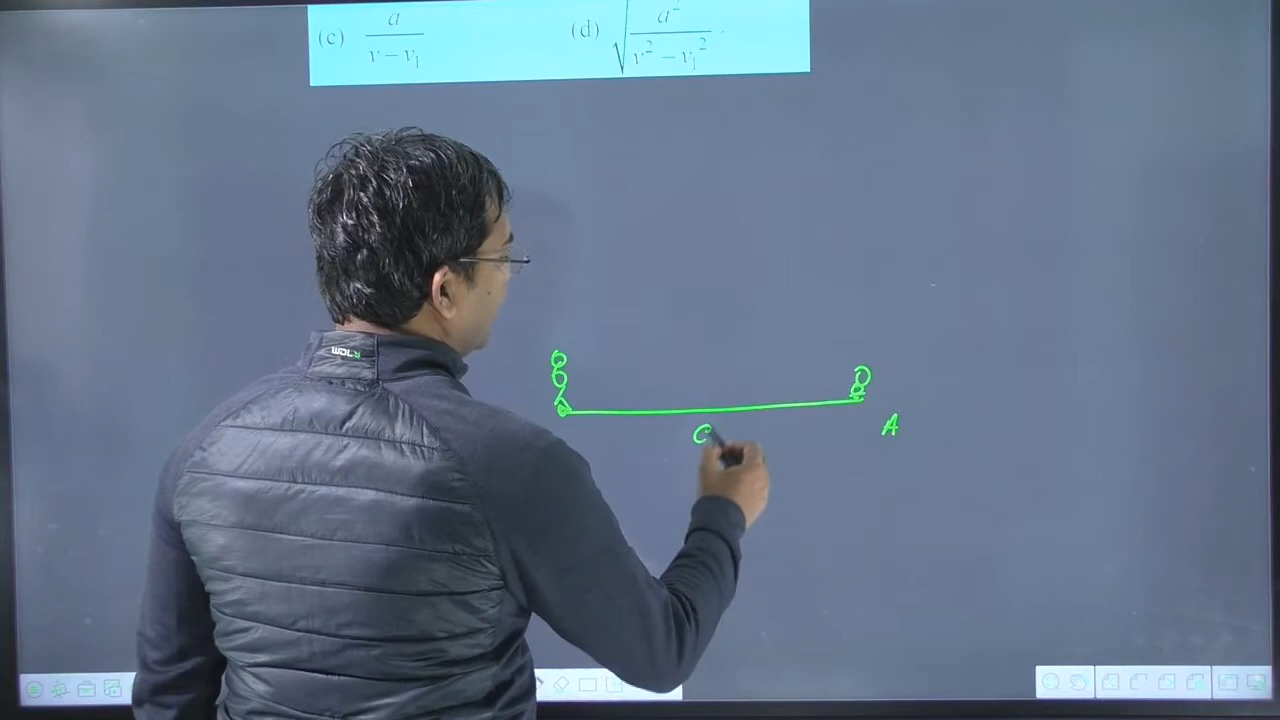 (c) a / v – v₁ (d) √a² / v² – v₁²
A